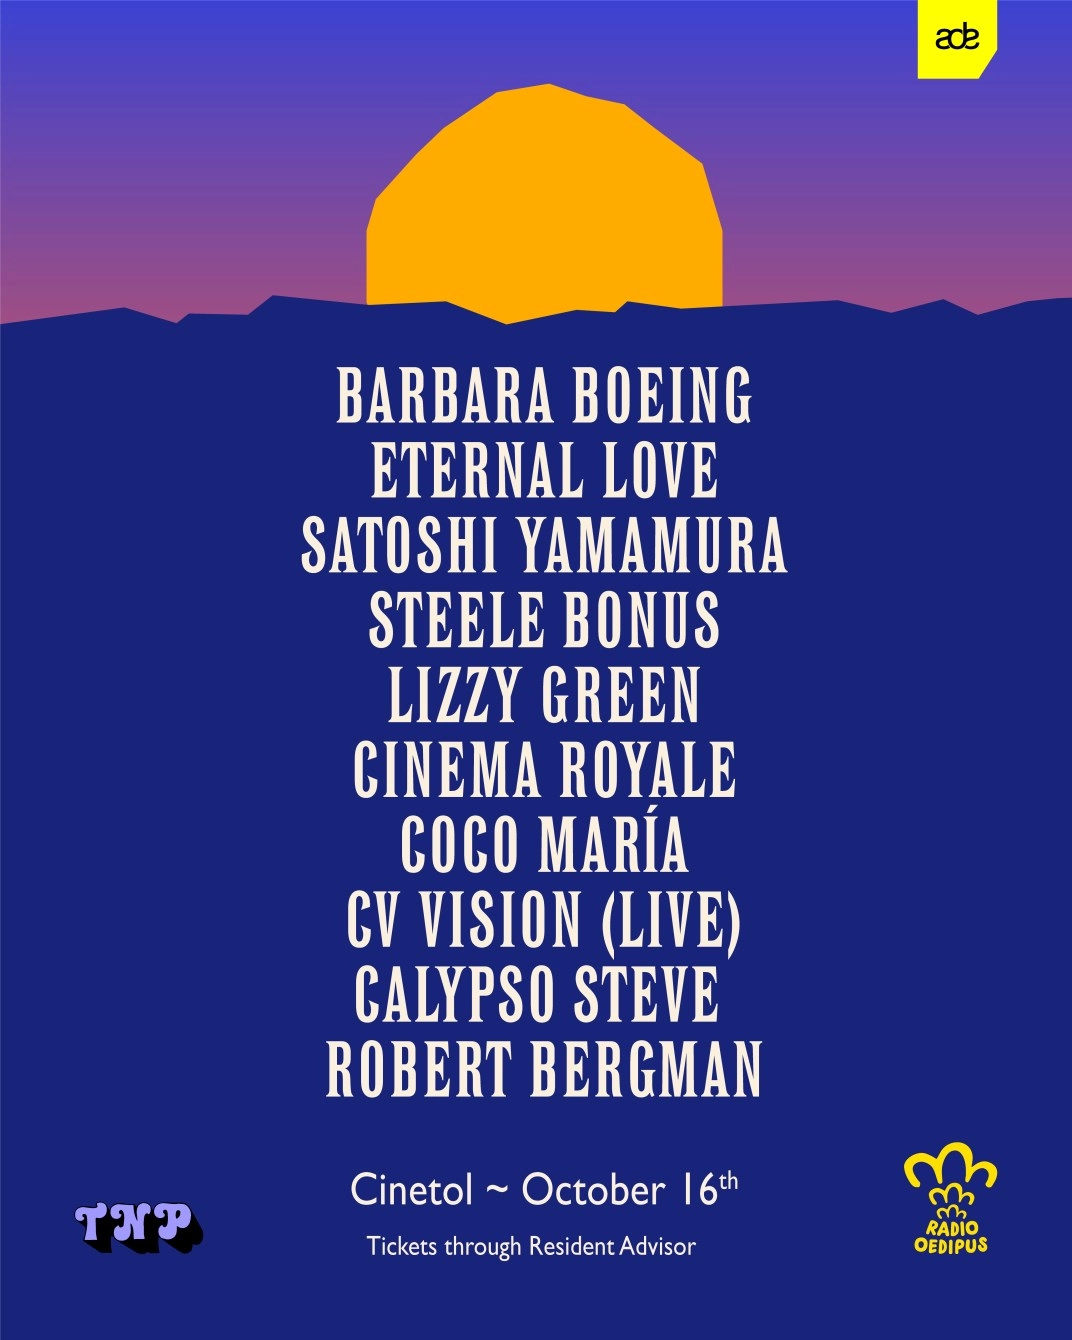 ade
BARBARA BOEING
ETERNAL LOVE
SATOSHI YAMAMURA
STEELE BONUS
LIZZY GREEN
CINEMA ROYALE
COCO MARÍA
CV VISION (LIVE)
CALYPSO STEVE
ROBERT BERGMAN
Cinetol ~ October 16th
Tickets through Resident Advisor
TNP
RADIO
OEDIPUS